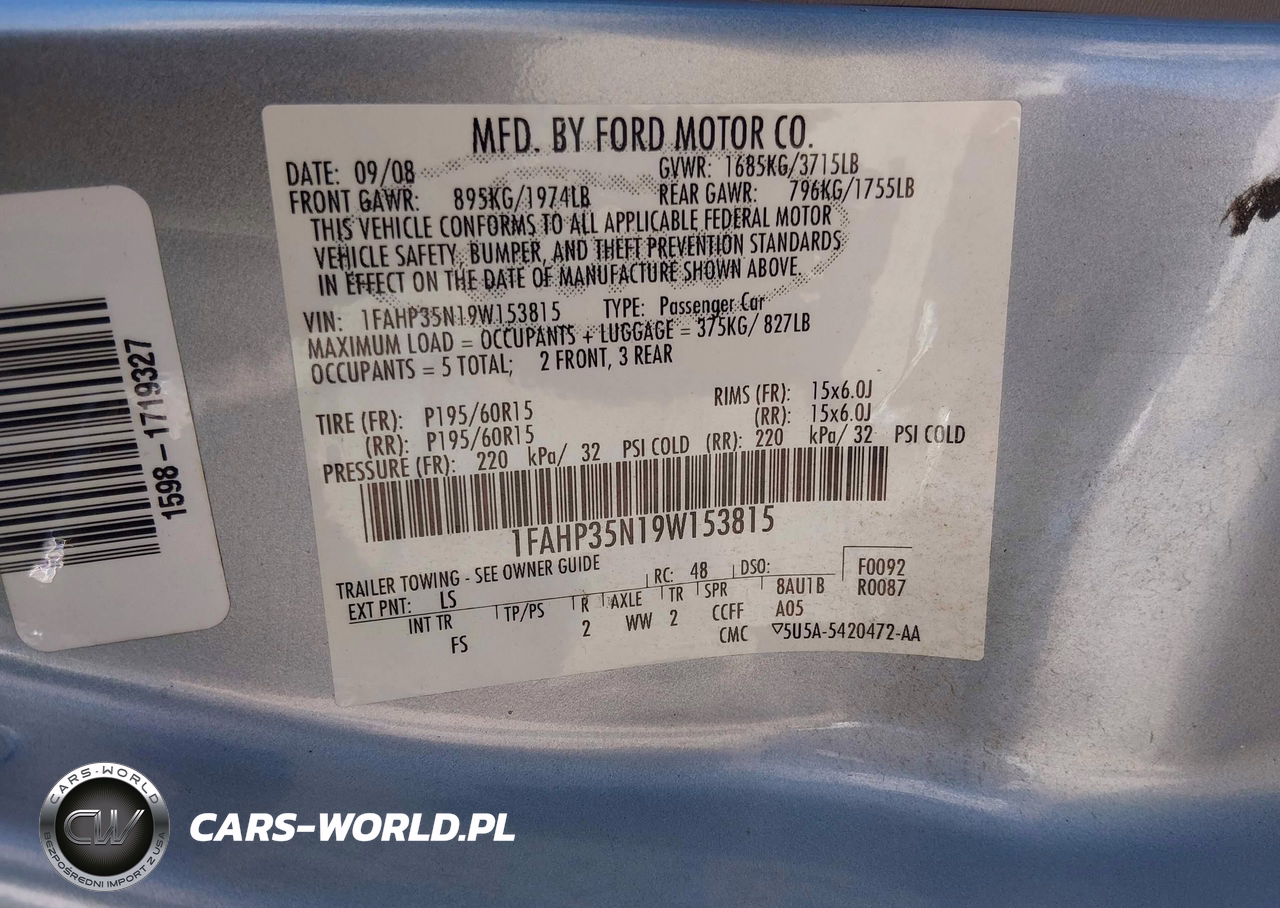 MFD. BY FORD MOTOR CO.
DATE: 09/08 GVWR: 1685KG/3715LB
FRONT GAWR: 895KG/1974LB REAR GAWR: 796KG/1755LB
THIS VEHICLE CONFORMS TO ALL APPLICABLE FEDERAL MOTOR
VEHICLE SAFETY, BUMPER, AND THEFT PREVENTION STANDARDS
IN EFFECT ON THE DATE OF MANUFACTURE SHOWN ABOVE.
VIN: 1FAHP35N19W153815 TYPE: Passenger Car
MAXIMUM LOAD = OCCUPANTS + LUGGAGE = 375KG/ 827LB
OCCUPANTS = 5 TOTAL; 2 FRONT, 3 REAR
RIMS (FR): 15x6.0J
TIRE (FR): P195/60R15 (RR): 15x6.0J
(RR): P195/60R15
PRESSURE (FR): 220 kPa/ 32 PSI COLD (RR): 220 kPa/ 32 PSI COLD
1FAHP35N19W153815
TRAILER TOWING - SEE OWNER GUIDE
EXT PNT: LS RC: 48 DSO: F0092
INT TR TP/PS R AXLE TR SPR 8AU1B R0087
FS 2 WW 2 CCFF A05
CMC ▽5U5A-5420472-AA
1598-1719327
CARS-WORLD
CW
BEZPOŚREDNI IMPORT Z USA
CARS-WORLD.PL